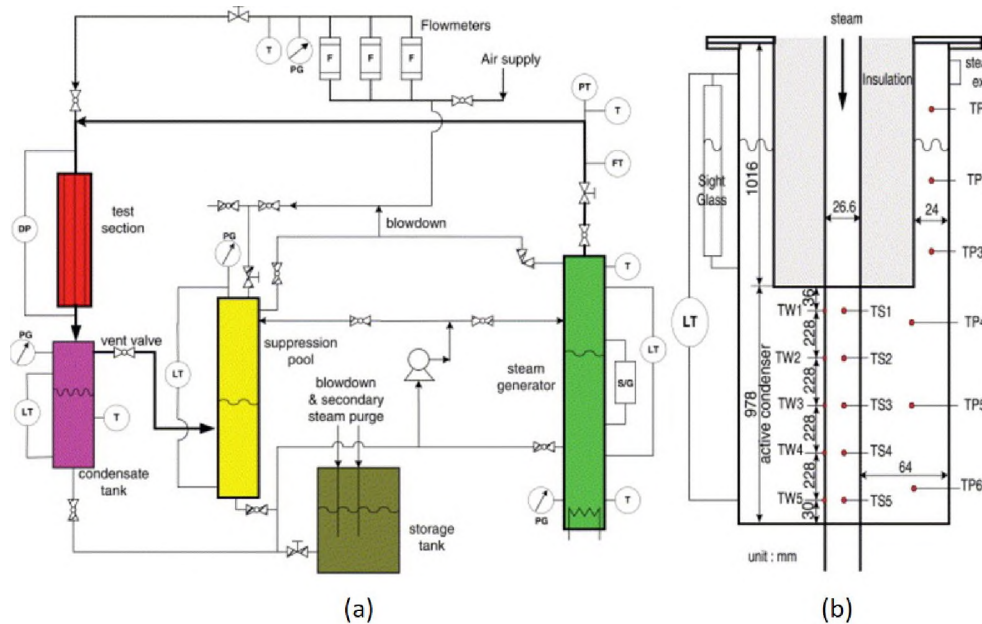 Flowmeters
T
PG
F
F
F
Air supply
PT
T
FT
DP
test
section
blowdown
PG
T
PG
vent valve
LT
suppression
pool
LT
T
condensate
tank
blowdown
& secondary
steam purge
steam
generator
S/G
LT
PG
T
storage
tank
(a)
steam
Insulation
TP
TP
TP3
Sight
Glass
1016
26.6
24
LT
978
active condenser
36
TW1
TS1
TP4
228
TW2
TS2
228
TW3
TS3
TP5
228
TW4
TS4
228
64
TP6
TW5
TS5
30
unit : mm
(b)